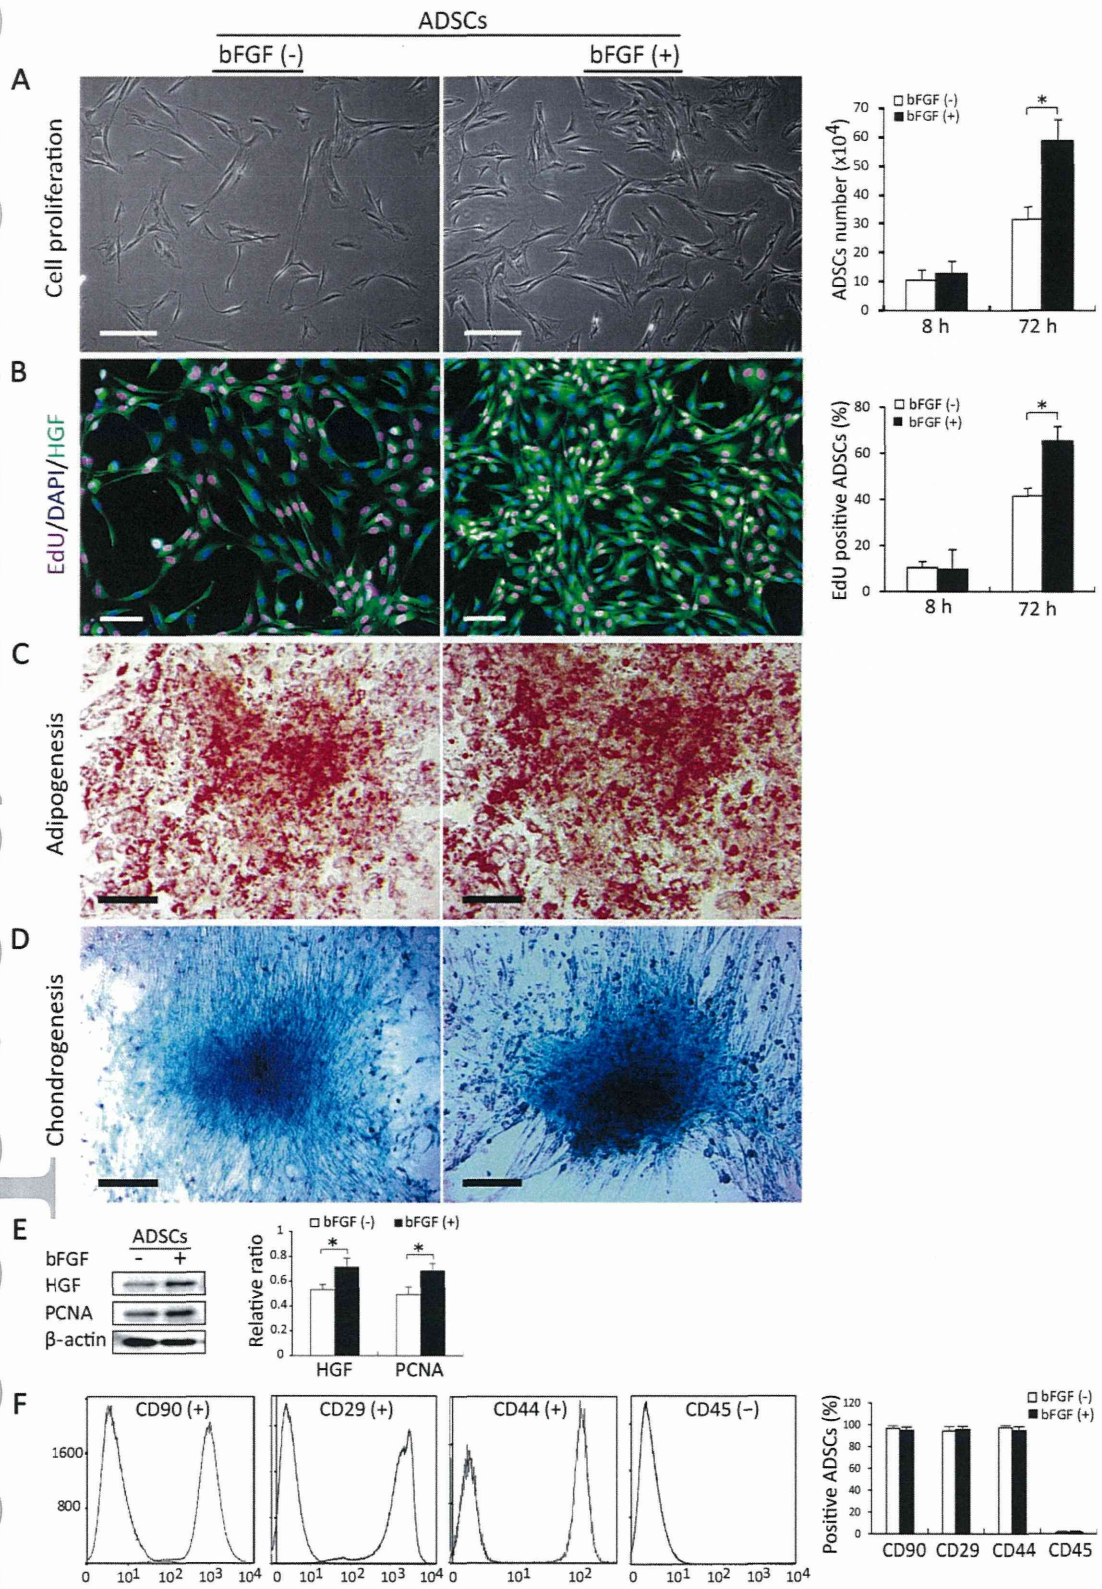 ADSCs
bFGF (-) bFGF (+)
A
Cell proliferation
bFGF (-)
bFGF (+)
*
ADSCs number (x10⁴)
70
60
50
40
30
20
10
0
8 h 72 h
B
EdU/DAPI/HGF
bFGF (-)
bFGF (+)
*
EdU positive ADSCs (%)
80
60
40
20
0
8 h 72 h
C
Adipogenesis
D
Chondrogenesis
E
ADSCs
bFGF - +
HGF
PCNA
β-actin
bFGF (-) bFGF (+)
* *
Relative ratio
1
0.8
0.6
0.4
0.2
0
HGF PCNA
F
CD90 (+) CD29 (+) CD44 (+) CD45 (−)
1600
800
0 10¹ 10² 10³ 10⁴ 0 10¹ 10² 10³ 10⁴ 0 10¹ 10² 0 10¹ 10² 10³ 10⁴
bFGF (-)
bFGF (+)
Positive ADSCs (%)
120
100
80
60
40
20
0
CD90 CD29 CD44 CD45